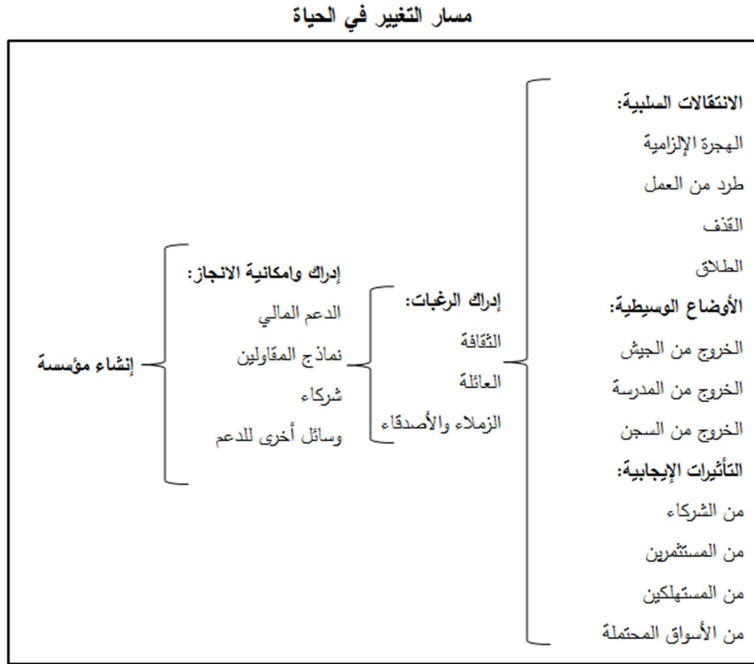 مسار التغيير في الحياة
الانتقالات السلبية:
الهجرة الإلزامية
طرد من العمل
القذف
الطلاق
الأوضاع الوسيطية:
الخروج من الجيش
الخروج من المدرسة
الخروج من السجن
التأثيرات الإيجابية:
من الشركاء
من المستثمرين
من المستهلكين
من الأسواق المحتملة
إدراك الرغبات:
الثقافة
العائلة
الزملاء والأصدقاء
إدراك وامكانية الانجاز:
الدعم المالي
نماذج المقاولين
شركاء
وسائل أخرى للدعم
إنشاء مؤسسة